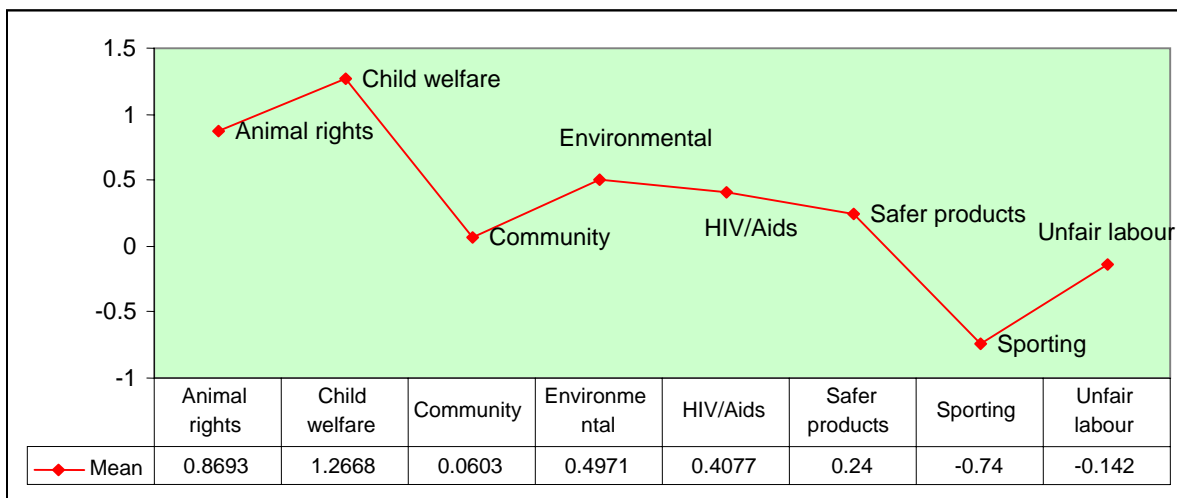 1.5
Child welfare
1
Animal rights
Environmental
0.5
Safer products
HIV/Aids
Unfair labour
Community
0
-0.5
Sporting
-1
Animal rights
Child welfare
Community
Environme
ntal
HIV/Aids
Safer products
Sporting
Unfair labour
Mean 0.8693 1.2668 0.0603 0.4971 0.4077 0.24 -0.74 -0.142